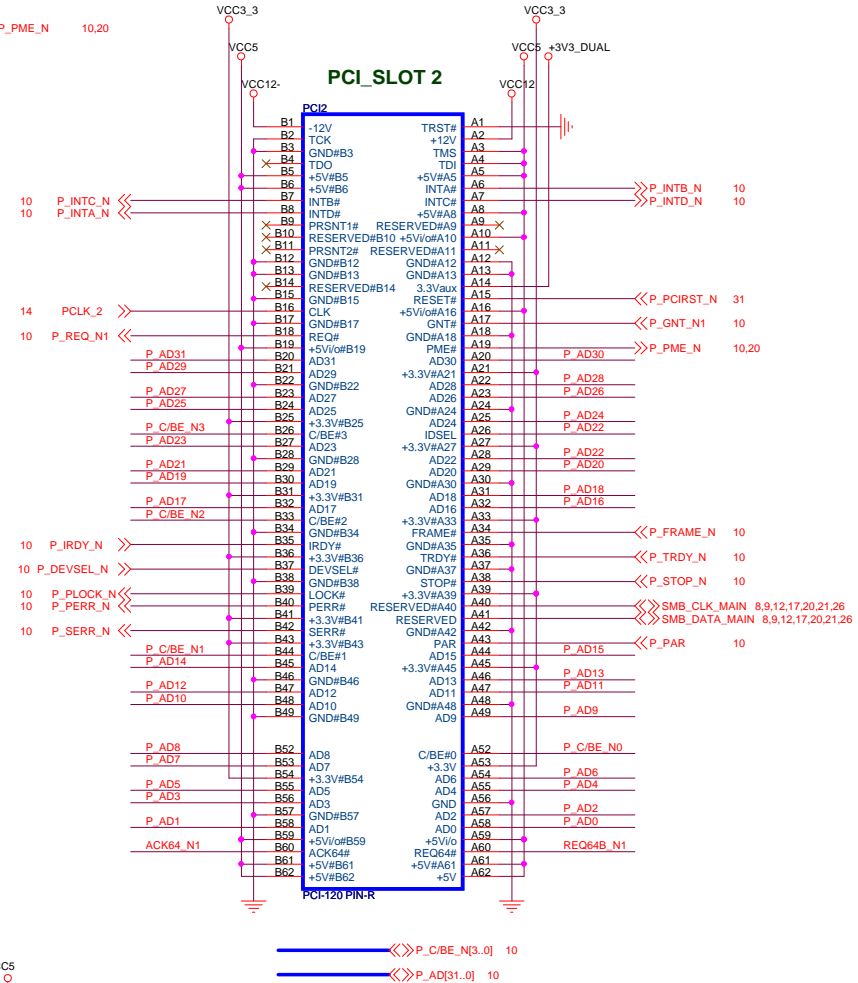 VCC3_3 VCC3_3
P_PME_N 10,20
VCC5 VCC5 +3V3_DUAL
PCI_SLOT 2
VCC12- VCC12
PCI2
B1 -12V TRST# A1
B2 TCK +12V A2
B3 GND#B3 TMS A3
B4 TDO TDI A4
B5 +5V#B5 +5V#A5 A5
B6 +5V#B6 INTA# A6 P_INTB_N 10
10 P_INTC_N B7 INTB# INTC# A7 P_INTD_N 10
10 P_INTA_N B8 INTD# +5V#A8 A8
B9 PRSNT1# RESERVED#A9 A9
B10 RESERVED#B10 +5Vi/o#A10 A10
B11 PRSNT2# RESERVED#A11 A11
B12 GND#B12 GND#A12 A12
B13 GND#B13 GND#A13 A13
B14 RESERVED#B14 3.3Vaux A14
B15 GND#B15 RESET# A15 P_PCIRST_N 31
14 PCLK_2 B16 CLK +5Vi/o#A16 A16
B17 GND#B17 GNT# A17 P_GNT_N1 10
10 P_REQ_N1 B18 REQ# GND#A18 A18
B19 +5Vi/o#B19 PME# A19 P_PME_N 10,20
P_AD31 B20 AD31 AD30 A20 P_AD30
P_AD29 B21 AD29 +3.3V#A21 A21
B22 GND#B22 AD28 A22 P_AD28
P_AD27 B23 AD27 AD26 A23 P_AD26
P_AD25 B24 AD25 GND#A24 A24
B25 +3.3V#B25 AD24 A25 P_AD24
P_C/BE_N3 B26 C/BE#3 IDSEL A26 P_AD22
P_AD23 B27 AD23 +3.3V#A27 A27
B28 GND#B28 AD22 A28 P_AD22
P_AD21 B29 AD21 AD20 A29 P_AD20
P_AD19 B30 AD19 GND#A30 A30
B31 +3.3V#B31 AD18 A31 P_AD18
P_AD17 B32 AD17 AD16 A32 P_AD16
P_C/BE_N2 B33 C/BE#2 +3.3V#A33 A33
B34 GND#B34 FRAME# A34 P_FRAME_N 10
10 P_IRDY_N B35 IRDY# GND#A35 A35
B36 +3.3V#B36 TRDY# A36 P_TRDY_N 10
10 P_DEVSEL_N B37 DEVSEL# GND#A37 A37
B38 GND#B38 STOP# A38 P_STOP_N 10
10 P_PLOCK_N B39 LOCK# +3.3V#A39 A39
10 P_PERR_N B40 PERR# RESERVED#A40 A40 SMB_CLK_MAIN 8,9,12,17,20,21,26
B41 +3.3V#B41 RESERVED A41 SMB_DATA_MAIN 8,9,12,17,20,21,26
10 P_SERR_N B42 SERR# GND#A42 A42
B43 +3.3V#B43 PAR A43 P_PAR 10
P_C/BE_N1 B44 C/BE#1 AD15 A44 P_AD15
P_AD14 B45 AD14 +3.3V#A45 A45
B46 GND#B46 AD13 A46 P_AD13
P_AD12 B47 AD12 AD11 A47 P_AD11
P_AD10 B48 AD10 GND#A48 A48
B49 GND#B49 AD9 A49 P_AD9
P_AD8 B52 AD8 C/BE#0 A52 P_C/BE_N0
P_AD7 B53 AD7 +3.3V A53
B54 +3.3V#B54 AD6 A54 P_AD6
P_AD5 B55 AD5 AD4 A55 P_AD4
P_AD3 B56 AD3 GND A56
B57 GND#B57 AD2 A57 P_AD2
P_AD1 B58 AD1 AD0 A58 P_AD0
B59 +5Vi/o#B59 +5Vi/o A59
ACK64_N1 B60 ACK64# REQ64# A60 REQ64B_N1
B61 +5V#B61 +5V#A61 A61
B62 +5V#B62 +5V A62
PCI-120 PIN-R
P_C/BE_N[3..0] 10
C5
P_AD[31..0] 10